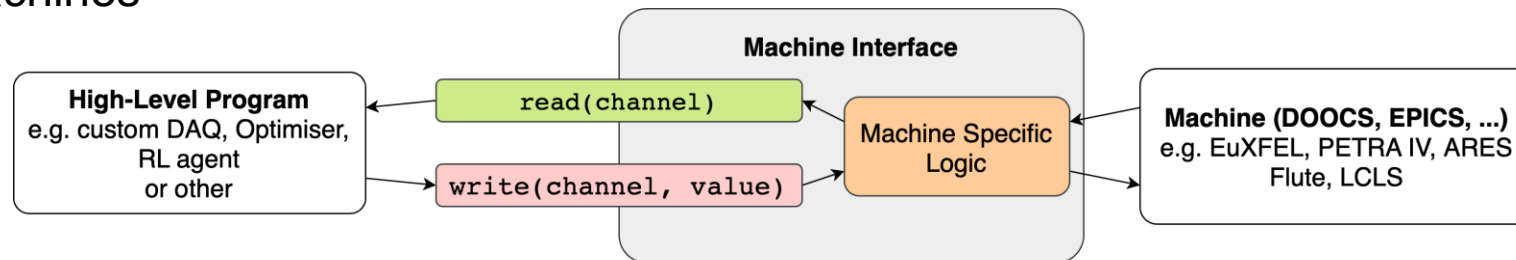 High-Level Program
e.g. custom DAQ, Optimiser,
RL agent
or other
read(channel)
write(channel, value)
Machine Interface
Machine Specific
Logic
Machine (DOOCS, EPICS, ...)
e.g. EuXFEL, PETRA IV, ARES
Flute, LCLS